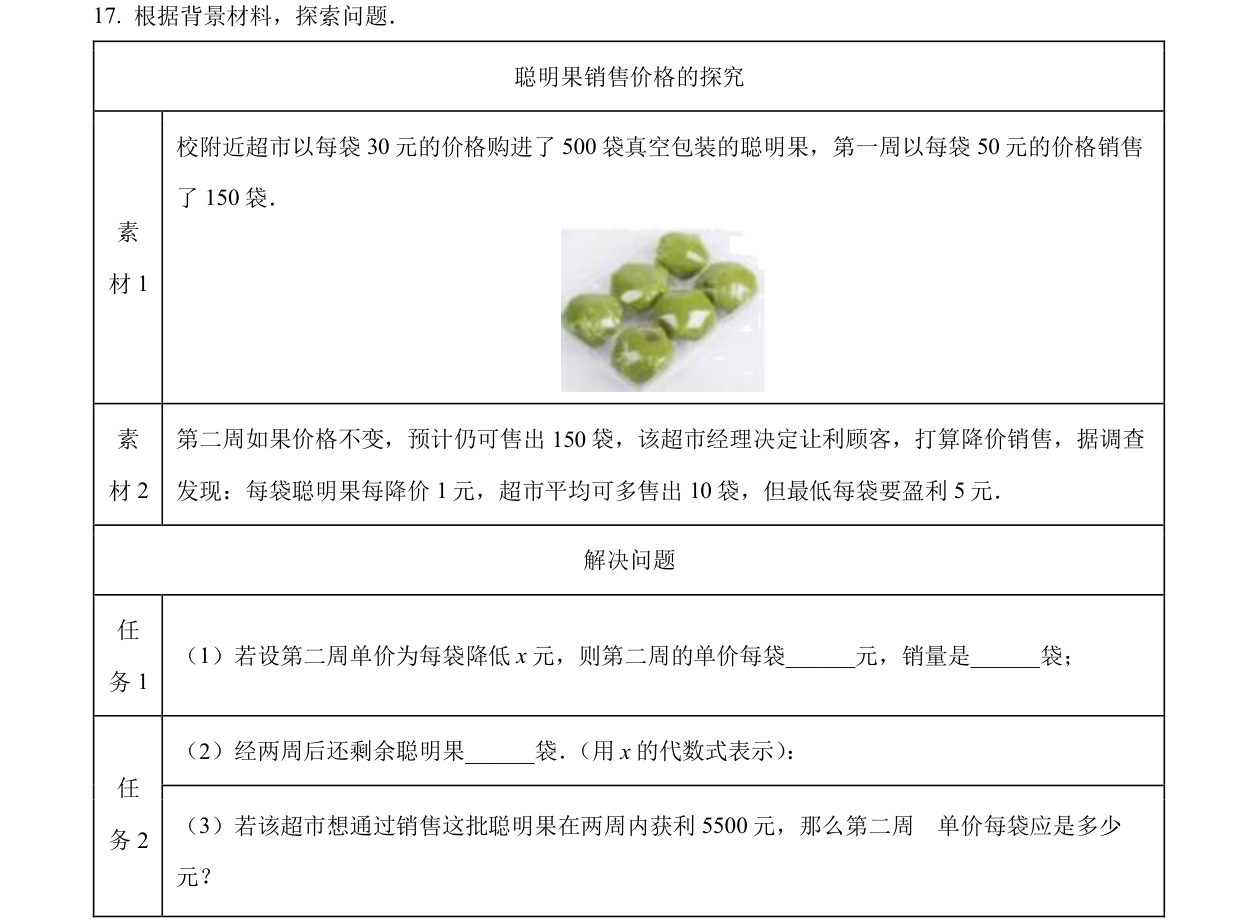 17. 根据背景材料，探索问题．
聪明果销售价格的探究
素
材 1
校附近超市以每袋 30 元的价格购进了 500 袋真空包装的聪明果，第一周以每袋 50 元的价格销售
了 150 袋．
素
材 2
第二周如果价格不变，预计仍可售出 150 袋，该超市经理决定让利顾客，打算降价销售，据调查
发现：每袋聪明果每降价 1 元，超市平均可多售出 10 袋，但最低每袋要盈利 5 元．
解决问题
任
务 1
（1）若设第二周单价为每袋降低 x 元，则第二周的单价每袋______元，销量是______袋；
任
务 2
（2）经两周后还剩余聪明果______袋．（用 x 的代数式表示）：
（3）若该超市想通过销售这批聪明果在两周内获利 5500 元，那么第二周 单价每袋应是多少
元？